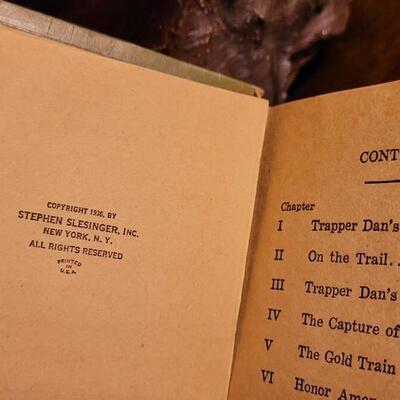 COPYRIGHT 1936, BY
STEPHEN SLESINGER, INC.
NEW YORK, N. Y.
ALL RIGHTS RESERVED
PRINTED
IN
U.S.A.
CONT
Chapter
I Trapper Dan's
II On the Trail..
III Trapper Dan's
IV The Capture of
V The Gold Train
VI Honor Amon